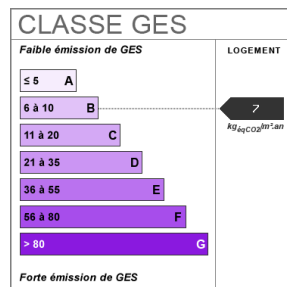 CLASSE GES
Faible émission de GES
LOGEMENT
≤ 5 A
6 à 10 B
7
kgéqCO2/m².an
11 à 20 C
21 à 35 D
36 à 55 E
56 à 80 F
> 80 G
Forte émission de GES